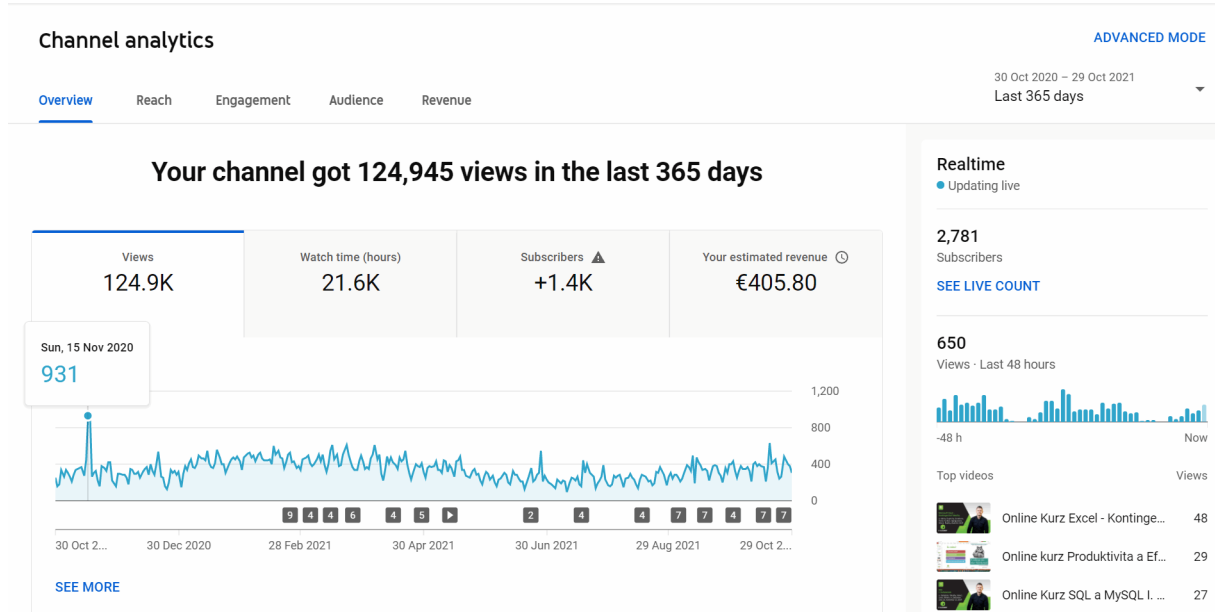 Channel analytics
ADVANCED MODE
30 Oct 2020 – 29 Oct 2021
Last 365 days
Overview Reach Engagement Audience Revenue
Your channel got 124,945 views in the last 365 days
Views
124.9K
Watch time (hours)
21.6K
Subscribers
+1.4K
Your estimated revenue
€405.80
Sun, 15 Nov 2020
931
1,200
800
400
0
9 4 4 6 4 5 2 4 4 7 7 4 7 7
30 Oct 2... 30 Dec 2020 28 Feb 2021 30 Apr 2021 30 Jun 2021 29 Aug 2021 29 Oct 2...
SEE MORE
Realtime
Updating live
2,781
Subscribers
SEE LIVE COUNT
650
Views · Last 48 hours
-48 h Now
Top videos Views
Online Kurz Excel - Kontinge... 48
Online kurz Produktivita a Ef... 29
Online Kurz SQL a MySQL I. ... 27